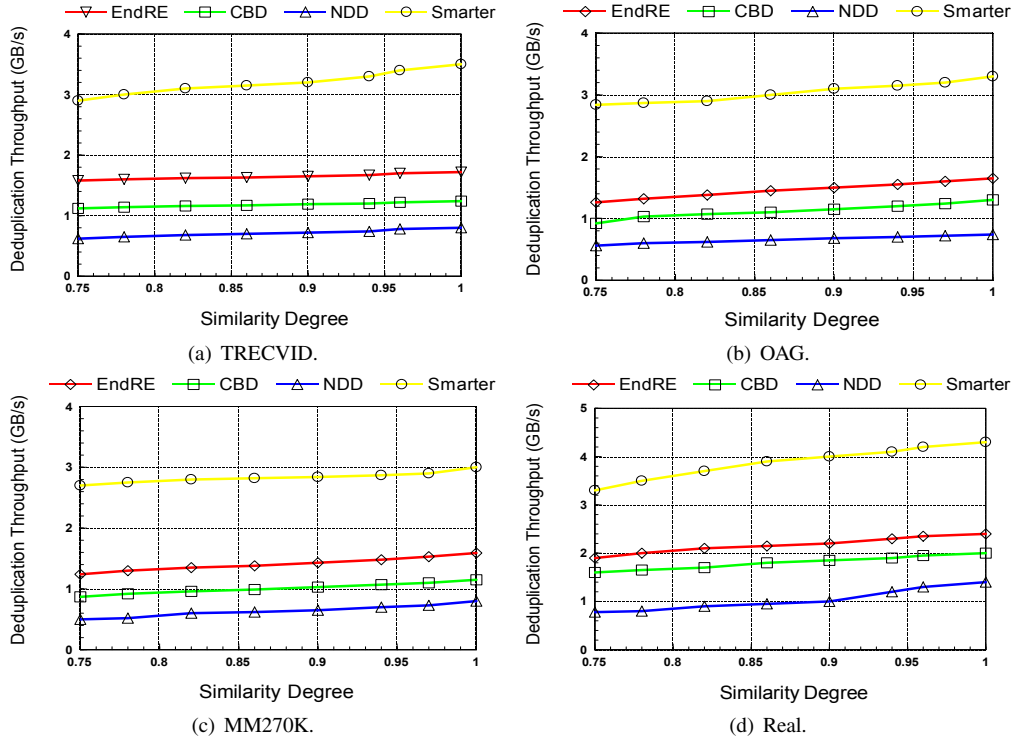 EndRE CBD NDD Smarter
Deduplication Throughput (GB/s)
4
3
2
1
0
0.75 0.8 0.85 0.9 0.95 1
Similarity Degree
(a) TRECVID.
EndRE CBD NDD Smarter
Deduplication Throughput (GB/s)
4
3
2
1
0
0.75 0.8 0.85 0.9 0.95 1
Similarity Degree
(b) OAG.
EndRE CBD NDD Smarter
Deduplication Throughput (GB/s)
4
3
2
1
0
0.75 0.8 0.85 0.9 0.95 1
Similarity Degree
(c) MM270K.
EndRE CBD NDD Smarter
Deduplication Throughput (GB/s)
5
4
3
2
1
0
0.75 0.8 0.85 0.9 0.95 1
Similarity Degree
(d) Real.